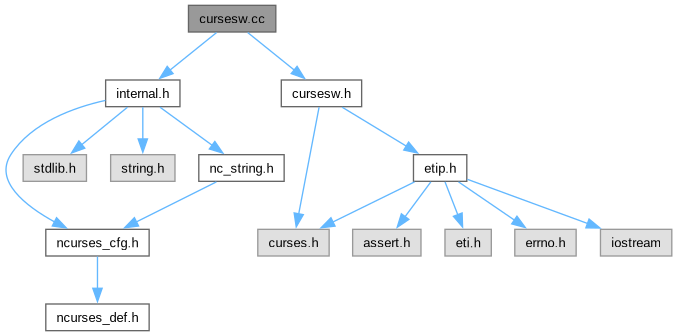 cursesw.cc
internal.h
cursesw.h
stdlib.h
string.h
nc_string.h
etip.h
ncurses_cfg.h
curses.h
assert.h
eti.h
errno.h
iostream
ncurses_def.h